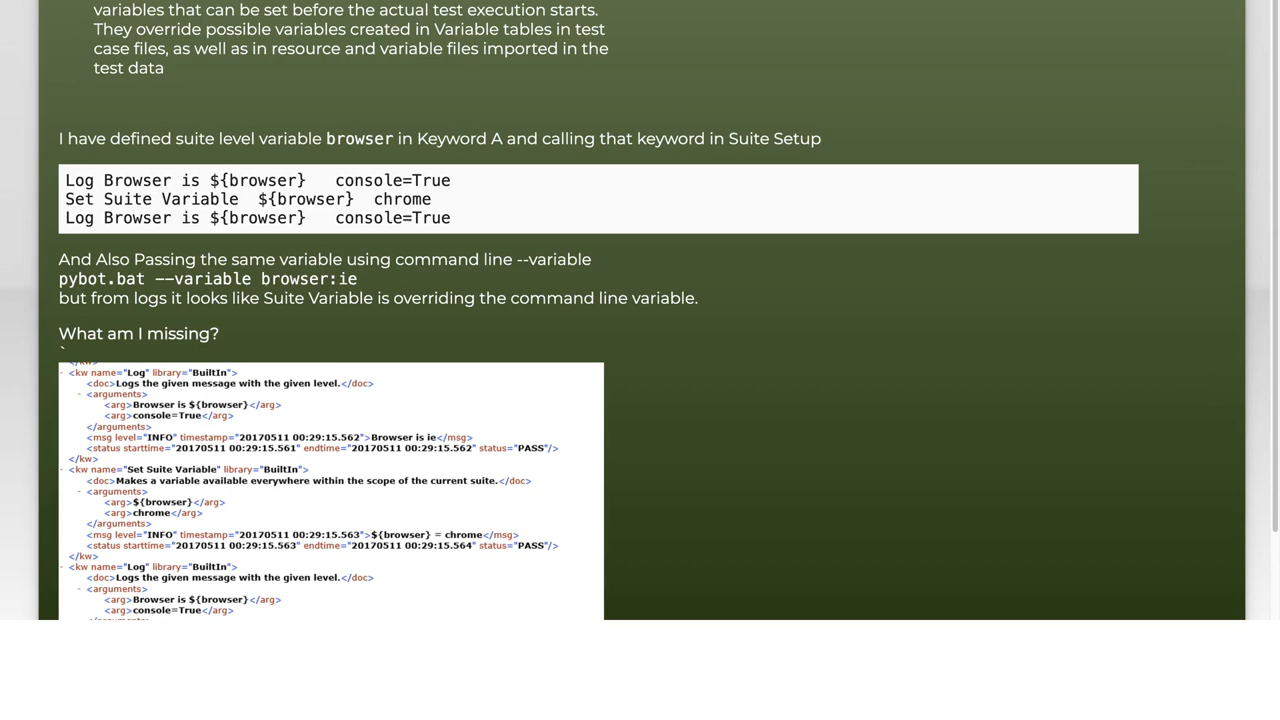 variables that can be set before the actual test execution starts.
They override possible variables created in Variable tables in test
case files, as well as in resource and variable files imported in the
test data
I have defined suite level variable browser in Keyword A and calling that keyword in Suite Setup
Log Browser is ${browser}   console=True
Set Suite Variable  ${browser}  chrome
Log Browser is ${browser}   console=True
And Also Passing the same variable using command line --variable
pybot.bat --variable browser:ie
but from logs it looks like Suite Variable is overriding the command line variable.
What am I missing?
`
</kw>
- <kw name="Log" library="BuiltIn">
<doc>Logs the given message with the given level.</doc>
- <arguments>
<arg>Browser is ${browser}</arg>
<arg>console=True</arg>
</arguments>
<msg level="INFO" timestamp="20170511 00:29:15.562">Browser is ie</msg>
<status starttime="20170511 00:29:15.561" endtime="20170511 00:29:15.562" status="PASS"/>
</kw>
- <kw name="Set Suite Variable" library="BuiltIn">
<doc>Makes a variable available everywhere within the scope of the current suite.</doc>
- <arguments>
<arg>${browser}</arg>
<arg>chrome</arg>
</arguments>
<msg level="INFO" timestamp="20170511 00:29:15.563">${browser} = chrome</msg>
<status starttime="20170511 00:29:15.563" endtime="20170511 00:29:15.564" status="PASS"/>
</kw>
- <kw name="Log" library="BuiltIn">
<doc>Logs the given message with the given level.</doc>
- <arguments>
<arg>Browser is ${browser}</arg>
<arg>console=True</arg>